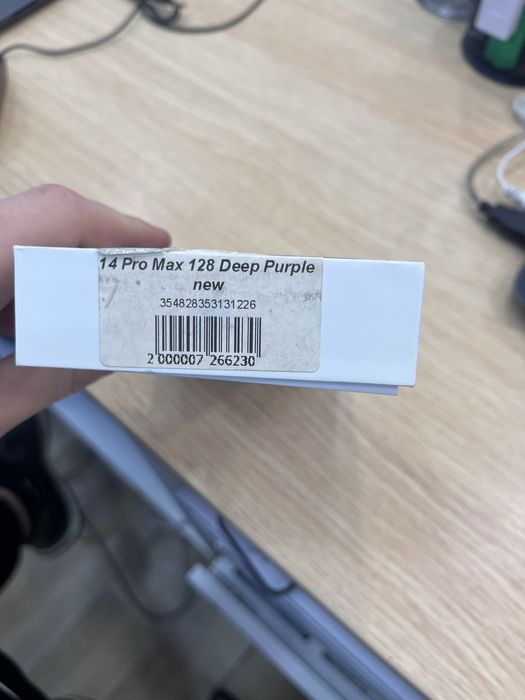 14 Pro Max 128 Deep Purple
new
354828353131226
2 000007 266230